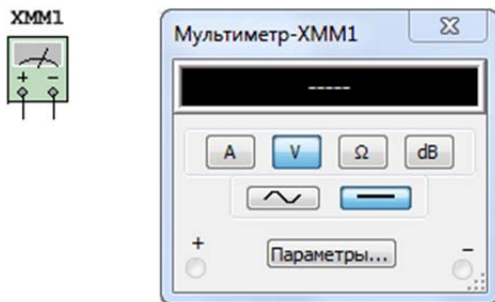 XMM1
+ −
Мультиметр-XMM1
-----
A V Ω dB
+ Параметры... −